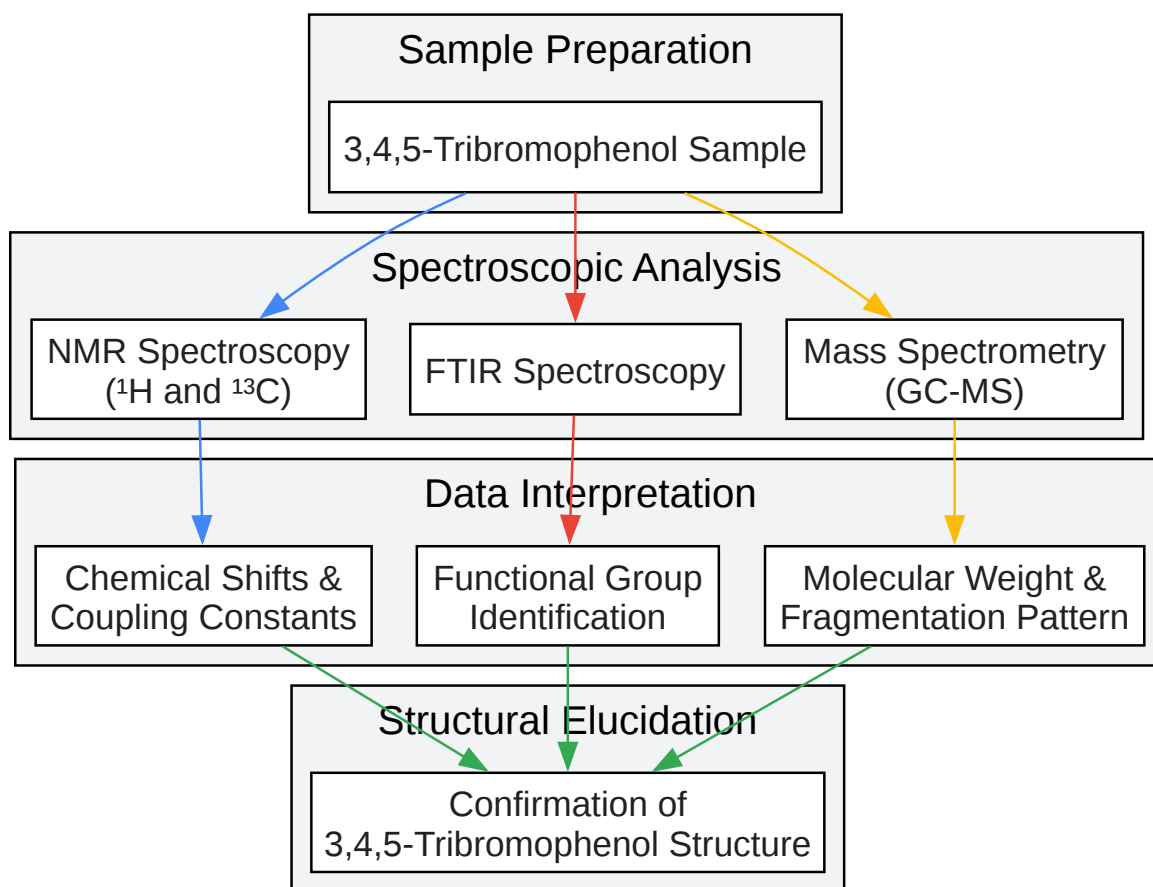 Sample Preparation
3,4,5-Tribromophenol Sample
Spectroscopic Analysis
NMR Spectroscopy
(¹H and ¹³C)
FTIR Spectroscopy
Mass Spectrometry
(GC-MS)
Data Interpretation
Chemical Shifts &
Coupling Constants
Functional Group
Identification
Molecular Weight &
Fragmentation Pattern
Structural Elucidation
Confirmation of
3,4,5-Tribromophenol Structure